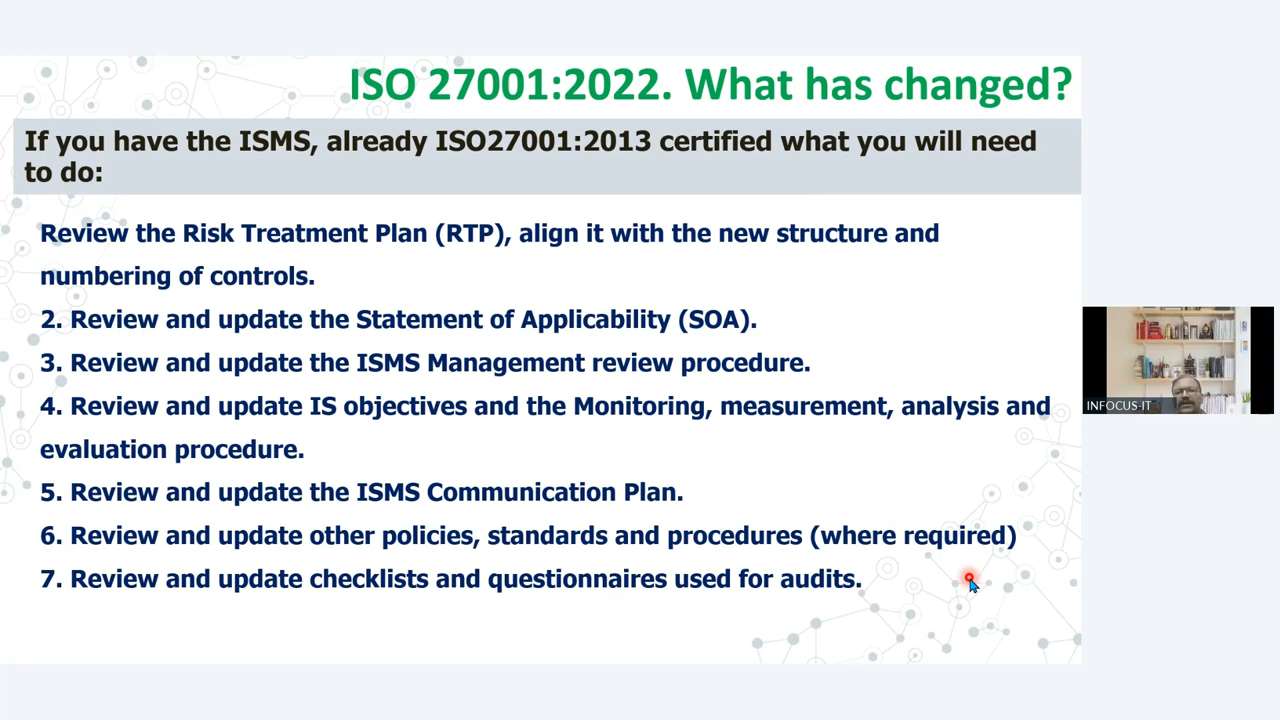 ISO 27001:2022. What has changed?
If you have the ISMS, already ISO27001:2013 certified what you will need
to do:
Review the Risk Treatment Plan (RTP), align it with the new structure and
numbering of controls.
2. Review and update the Statement of Applicability (SOA).
3. Review and update the ISMS Management review procedure.
4. Review and update IS objectives and the Monitoring, measurement, analysis and
evaluation procedure.
5. Review and update the ISMS Communication Plan.
6. Review and update other policies, standards and procedures (where required)
7. Review and update checklists and questionnaires used for audits.
INFOCUS-IT